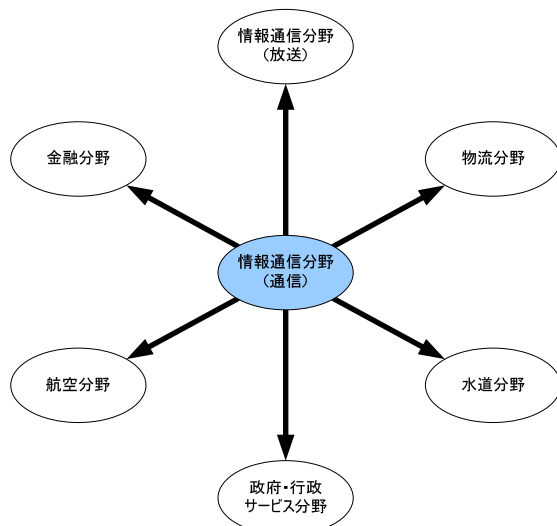 情報通信分野
(放送)
金融分野
物流分野
情報通信分野
(通信)
航空分野
水道分野
政府・行政
サービス分野